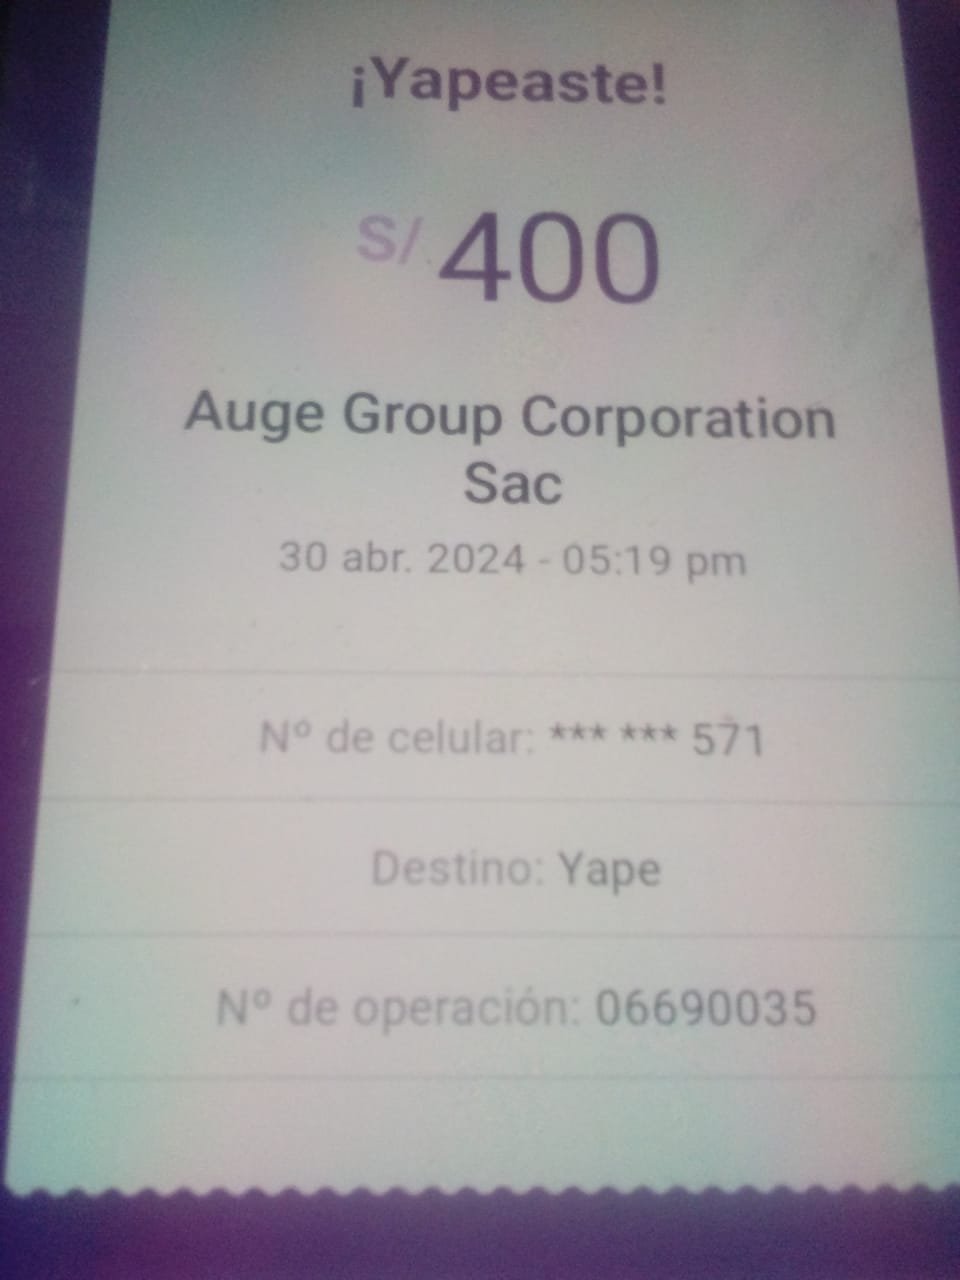 ¡Yapeaste!
S/ 400
Auge Group Corporation
Sac
30 abr. 2024 - 05:19 pm
Nº de celular: *** *** 571
Destino: Yape
Nº de operación: 06690035